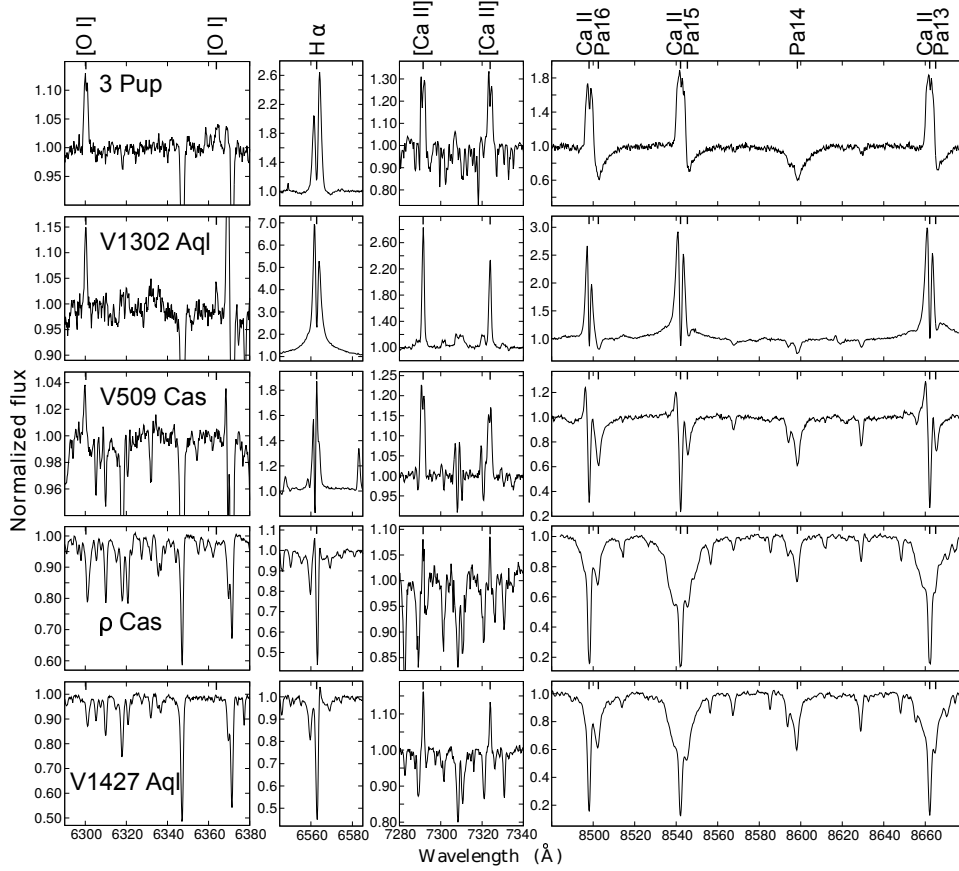 [O I] [O I] Hα [Ca II] [Ca II] Ca II Pa16 Ca II Pa15 Pa14 Ca II Pa13
3 Pup
1.10 1.05 1.00 0.95
2.6 2.2 1.8 1.4 1.0
1.30 1.20 1.10 1.00 0.90 0.80
1.8 1.4 1.0 0.6
V1302 Aql
1.15 1.10 1.05 1.00 0.95 0.90
7.0 6.0 5.0 4.0 3.0 2.0 1.0
2.60 2.20 1.80 1.40 1.00
3.0 2.5 2.0 1.5 1.0
V509 Cas
1.04 1.02 1.00 0.98 0.96
1.8 1.6 1.4 1.2 1.0
1.25 1.20 1.15 1.10 1.05 1.00 0.95 0.90
1.2 1.0 0.8 0.6 0.4 0.2
ρ Cas
1.00 0.90 0.80 0.70 0.60
1.1 1.0 0.9 0.8 0.7 0.6 0.5
1.10 1.05 1.00 0.95 0.90 0.85
1.0 0.8 0.6 0.4 0.2
V1427 Aql
1.00 0.90 0.80 0.70 0.60 0.50
1.0 0.9 0.8 0.7 0.6 0.5
1.10 1.00 0.90 0.80
1.0 0.8 0.6 0.4 0.2
6300 6320 6340 6360 6380
6560 6580
7280 7300 7320 7340
8500 8520 8540 8560 8580 8600 8620 8640 8660
Normalized flux
Wavelength (Å)